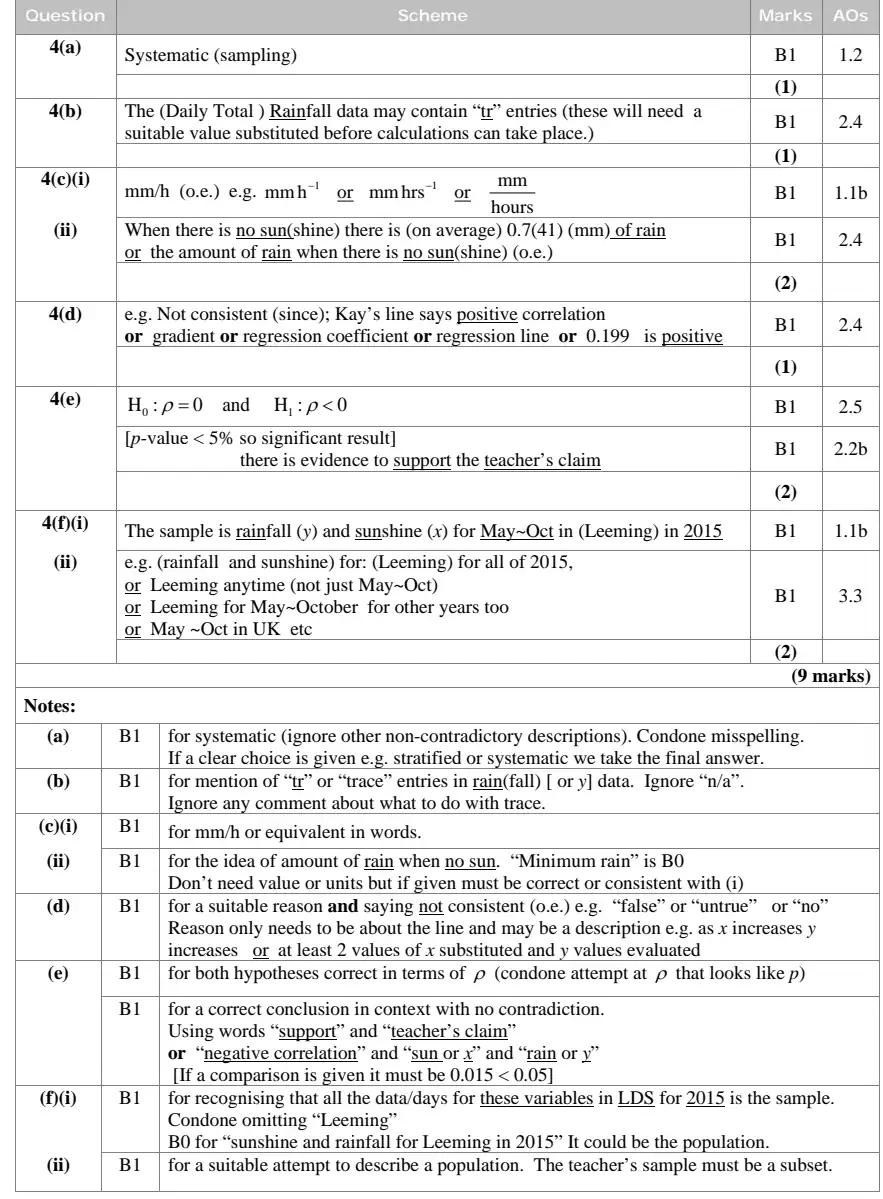 Question Scheme Marks AOs
4(a) Systematic (sampling) B1 1.2
(1)
4(b) The (Daily Total ) Rainfall data may contain “tr” entries (these will need a
suitable value substituted before calculations can take place.) B1 2.4
(1)
4(c)(i) mm/h (o.e.) e.g. mm h⁻¹ or mm hrs⁻¹ or mm/hours B1 1.1b
(ii) When there is no sun(shine) there is (on average) 0.7(41) (mm) of rain
or the amount of rain when there is no sun(shine) (o.e.) B1 2.4
(2)
4(d) e.g. Not consistent (since); Kay’s line says positive correlation
or gradient or regression coefficient or regression line or 0.199 is positive B1 2.4
(1)
4(e) H₀ : ρ = 0 and H₁ : ρ < 0 B1 2.5
[p-value < 5% so significant result]
there is evidence to support the teacher’s claim B1 2.2b
(2)
4(f)(i) The sample is rainfall (y) and sunshine (x) for May~Oct in (Leeming) in 2015 B1 1.1b
(ii) e.g. (rainfall and sunshine) for: (Leeming) for all of 2015,
or Leeming anytime (not just May~Oct)
or Leeming for May~October for other years too
or May ~Oct in UK etc B1 3.3
(2)
(9 marks)
Notes:
(a) B1 for systematic (ignore other non-contradictory descriptions). Condone misspelling.
If a clear choice is given e.g. stratified or systematic we take the final answer.
(b) B1 for mention of “tr” or “trace” entries in rain(fall) [ or y] data. Ignore “n/a”.
Ignore any comment about what to do with trace.
(c)(i) B1 for mm/h or equivalent in words.
(ii) B1 for the idea of amount of rain when no sun. “Minimum rain” is B0
Don’t need value or units but if given must be correct or consistent with (i)
(d) B1 for a suitable reason and saying not consistent (o.e.) e.g. “false” or “untrue” or “no”
Reason only needs to be about the line and may be a description e.g. as x increases y
increases or at least 2 values of x substituted and y values evaluated
(e) B1 for both hypotheses correct in terms of ρ (condone attempt at ρ that looks like p)
B1 for a correct conclusion in context with no contradiction.
Using words “support” and “teacher’s claim”
or “negative correlation” and “sun or x” and “rain or y”
[If a comparison is given it must be 0.015 < 0.05]
(f)(i) B1 for recognising that all the data/days for these variables in LDS for 2015 is the sample.
Condone omitting “Leeming”
B0 for “sunshine and rainfall for Leeming in 2015” It could be the population.
(ii) B1 for a suitable attempt to describe a population. The teacher’s sample must be a subset.